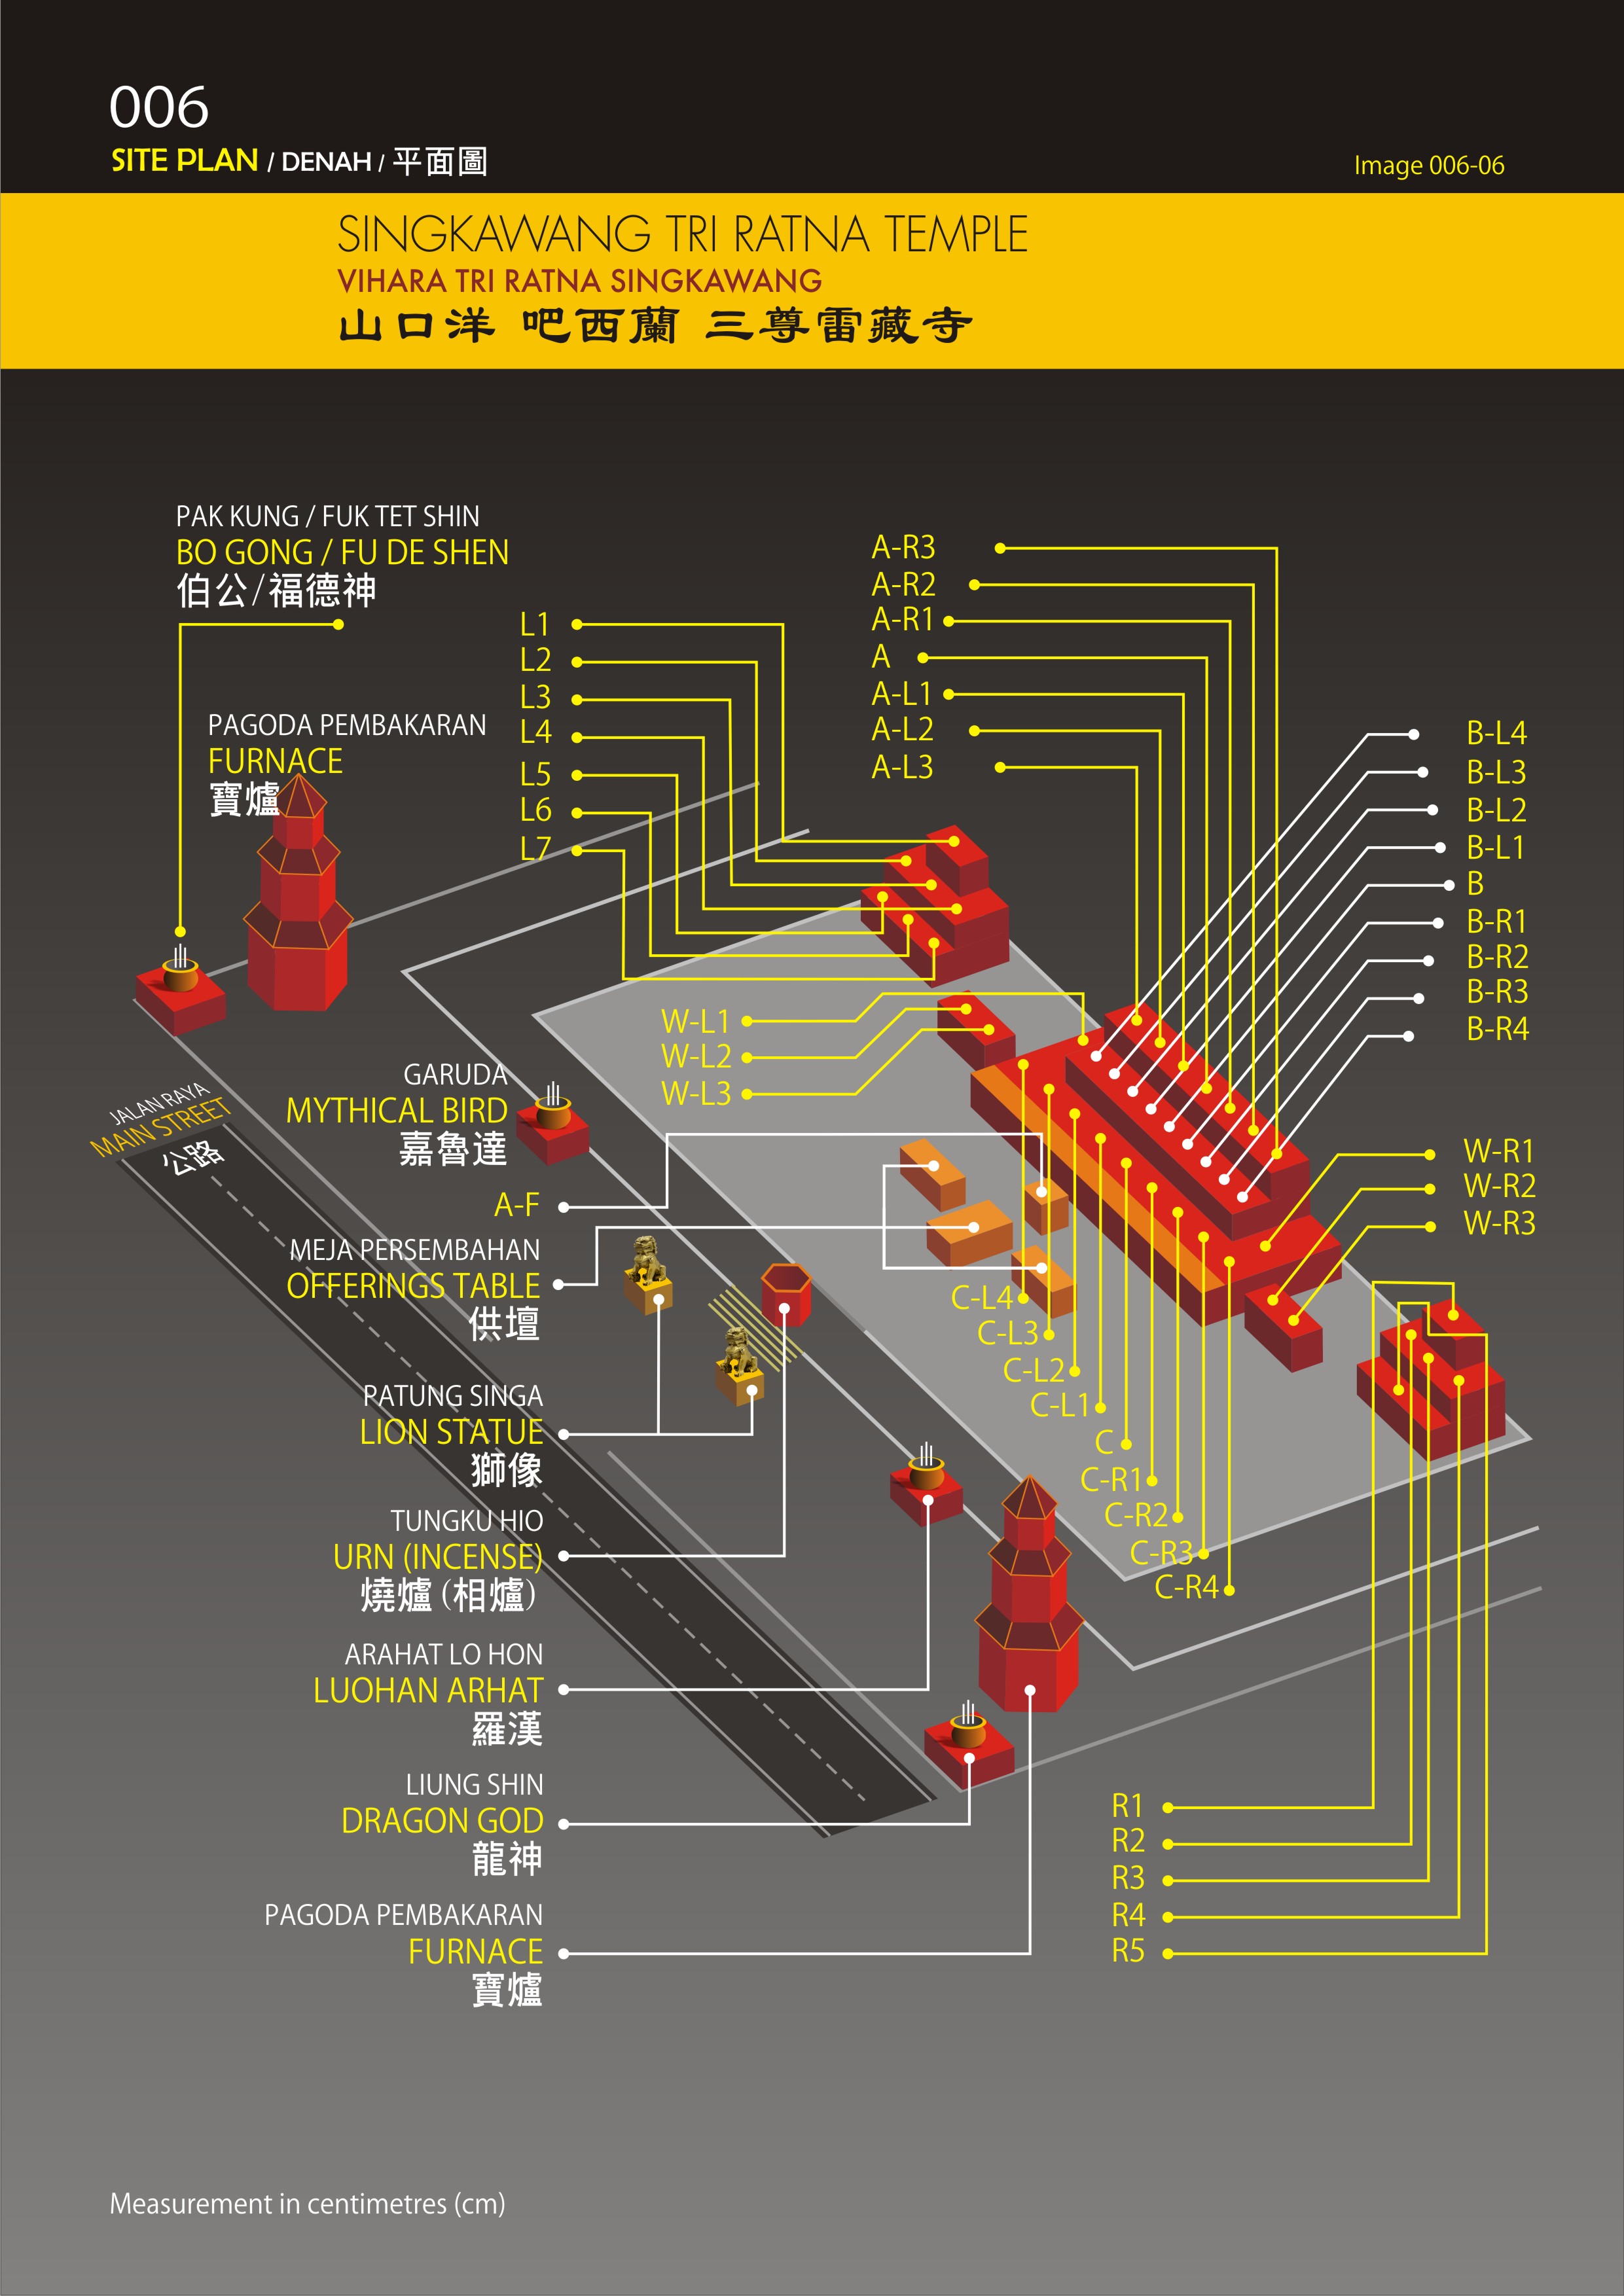 006
SITE PLAN / DENAH / 平面圖
Image 006-06
SINGKAWANG TRI RATNA TEMPLE
VIHARA TRI RATNA SINGKAWANG
山口洋 吧西蘭 三尊雷藏寺
PAK KUNG / FUK TET SHIN
BO GONG / FU DE SHEN
伯公/福德神
PAGODA PEMBAKARAN
FURNACE
寶爐
L1
L2
L3
L4
L5
L6
L7
A-R3
A-R2
A-R1
A
A-L1
A-L2
A-L3
B-L4
B-L3
B-L2
B-L1
B
B-R1
B-R2
B-R3
B-R4
W-L1
W-L2
W-L3
JALAN RAYA
MAIN STREET
公路
GARUDA
MYTHICAL BIRD
嘉魯達
A-F
MEJA PERSEMBAHAN
OFFERINGS TABLE
供壇
PATUNG SINGA
LION STATUE
獅像
TUNGKU HIO
URN (INCENSE)
燒爐 (相爐)
ARAHAT LO HON
LUOHAN ARHAT
羅漢
LIUNG SHIN
DRAGON GOD
龍神
PAGODA PEMBAKARAN
FURNACE
寶爐
W-R1
W-R2
W-R3
C-L4
C-L3
C-L2
C-L1
C
C-R1
C-R2
C-R3
C-R4
R1
R2
R3
R4
R5
Measurement in centimetres (cm)